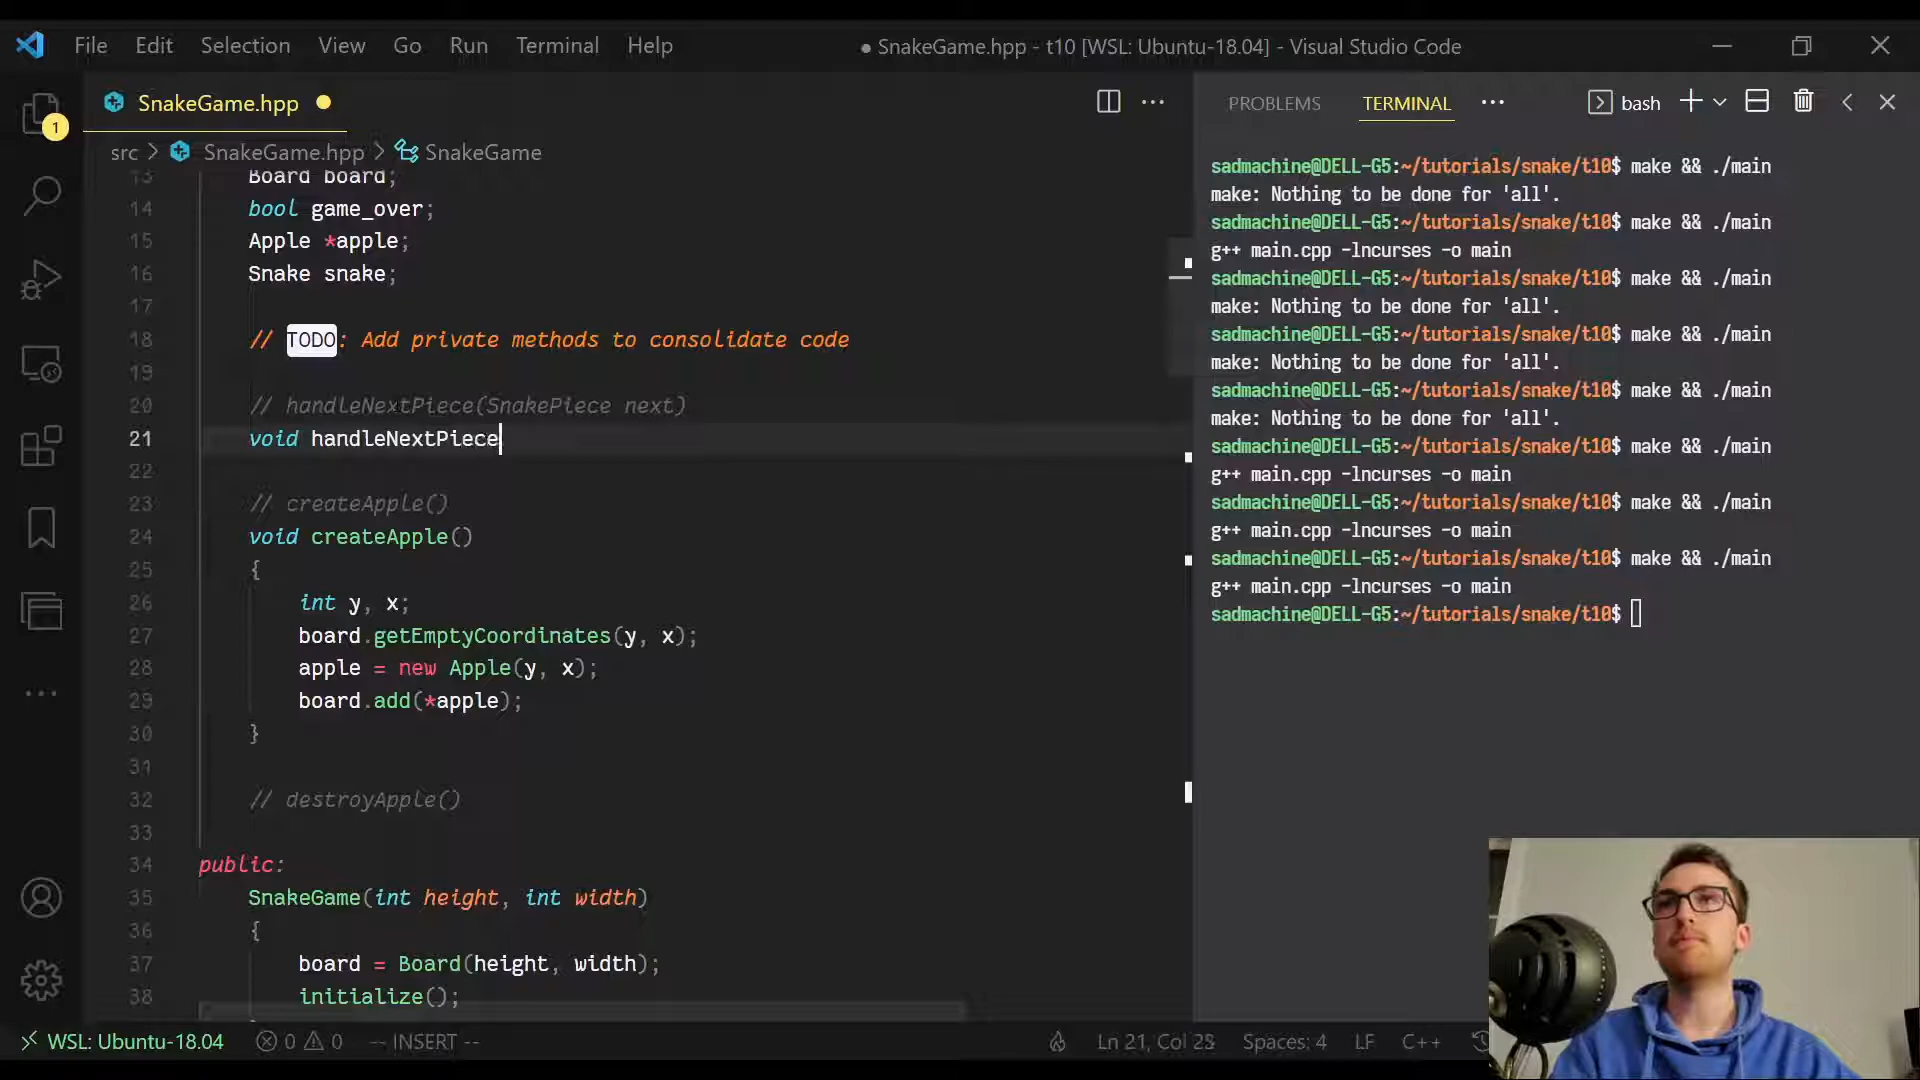 File Edit Selection View Go Run Terminal Help
● SnakeGame.hpp - t10 [WSL: Ubuntu-18.04] - Visual Studio Code
SnakeGame.hpp
src > SnakeGame.hpp > SnakeGame
13 Board board;
14 bool game_over;
15 Apple *apple;
16 Snake snake;
17
18 // TODO: Add private methods to consolidate code
19
20 // handleNextPiece(SnakePiece next)
21 void handleNextPiece
22
23 // createApple()
24 void createApple()
25 {
26 int y, x;
27 board.getEmptyCoordinates(y, x);
28 apple = new Apple(y, x);
29 board.add(*apple);
30 }
31
32 // destroyApple()
33
34 public:
35 SnakeGame(int height, int width)
36 {
37 board = Board(height, width);
38 initialize();
1
PROBLEMS TERMINAL ··· bash
sadmachine@DELL-G5:~/tutorials/snake/t10$ make && ./main
make: Nothing to be done for 'all'.
sadmachine@DELL-G5:~/tutorials/snake/t10$ make && ./main
g++ main.cpp -lncurses -o main
sadmachine@DELL-G5:~/tutorials/snake/t10$ make && ./main
make: Nothing to be done for 'all'.
sadmachine@DELL-G5:~/tutorials/snake/t10$ make && ./main
make: Nothing to be done for 'all'.
sadmachine@DELL-G5:~/tutorials/snake/t10$ make && ./main
make: Nothing to be done for 'all'.
sadmachine@DELL-G5:~/tutorials/snake/t10$ make && ./main
g++ main.cpp -lncurses -o main
sadmachine@DELL-G5:~/tutorials/snake/t10$ make && ./main
g++ main.cpp -lncurses -o main
sadmachine@DELL-G5:~/tutorials/snake/t10$ make && ./main
g++ main.cpp -lncurses -o main
sadmachine@DELL-G5:~/tutorials/snake/t10$
WSL: Ubuntu-18.04 0 0 -- INSERT -- Ln 21, Col Spaces: 4 LF C++